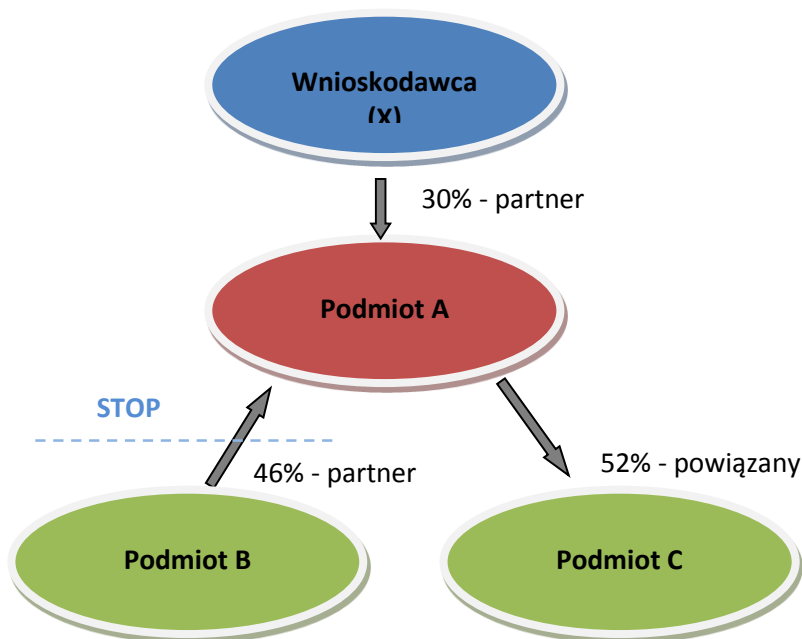 Wnioskodawca
(X)
30% - partner
Podmiot A
STOP
46% - partner
52% - powiązany
Podmiot B
Podmiot C